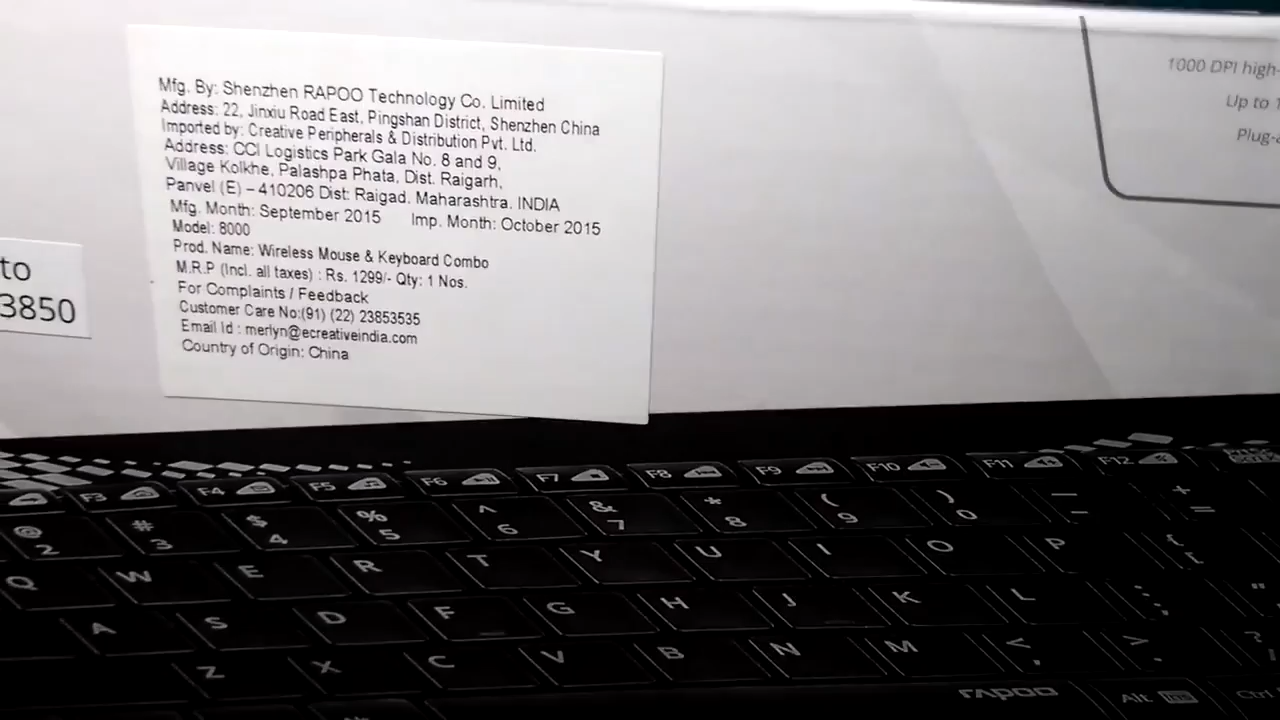 Mfg. By: Shenzhen RAPOO Technology Co. Limited
Address: 22, Jinxiu Road East, Pingshan District, Shenzhen China
Imported by: Creative Peripherals & Distribution Pvt. Ltd.
Address: CCI Logistics Park Gala No. 8 and 9,
Village Kolkhe, Palashpa Phata, Dist. Raigarh,
Panvel (E) – 410206 Dist: Raigad, Maharashtra. INDIA
Mfg. Month: September 2015 Imp. Month: October 2015
Model: 8000
Prod. Name: Wireless Mouse & Keyboard Combo
M.R.P (Incl. all taxes) : Rs. 1299/- Qty: 1 Nos.
For Complaints / Feedback
Customer Care No:(91) (22) 23853535
Email Id : merlyn@ecreativeindia.com
Country of Origin: China
to
3850
1000 DPI high-
Up to 1
Plug-
F3 F4 F5 F6 F7 F8 F9 F10 F11 F12
@ # $ % ^ & * ( ) — +
2 3 4 5 6 7 8 9 0 - =
Q W E R T Y U I O P { [
A S D F G H J K L : ; "
Z X C V B N M < , > . ?
rapoo Alt Ctrl